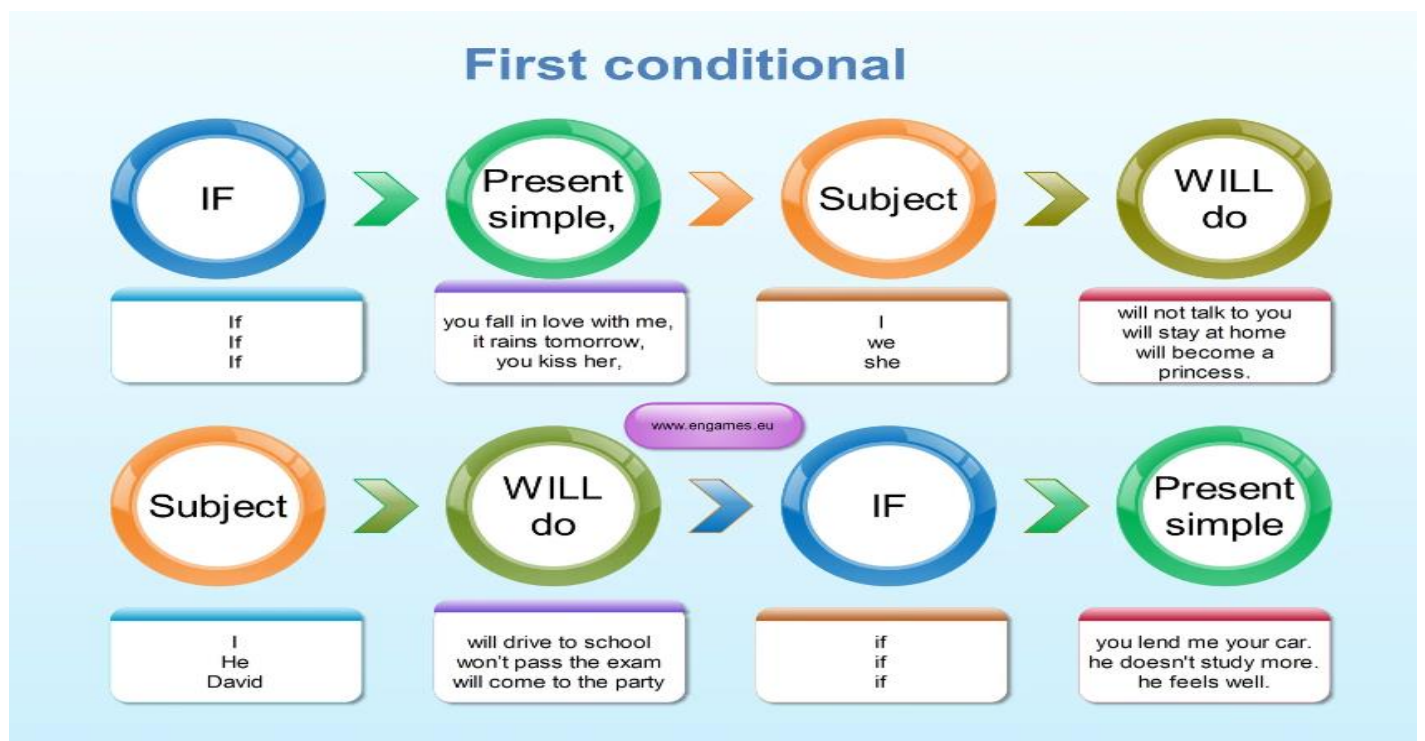 First conditional
IF
Present
simple,
Subject
WILL
do
If
If
If
you fall in love with me,
it rains tomorrow,
you kiss her,
I
we
she
will not talk to you
will stay at home
will become a
princess.
www.engames.eu
Subject
WILL
do
IF
Present
simple
I
He
David
will drive to school
won't pass the exam
will come to the party
if
if
if
you lend me your car.
he doesn't study more.
he feels well.